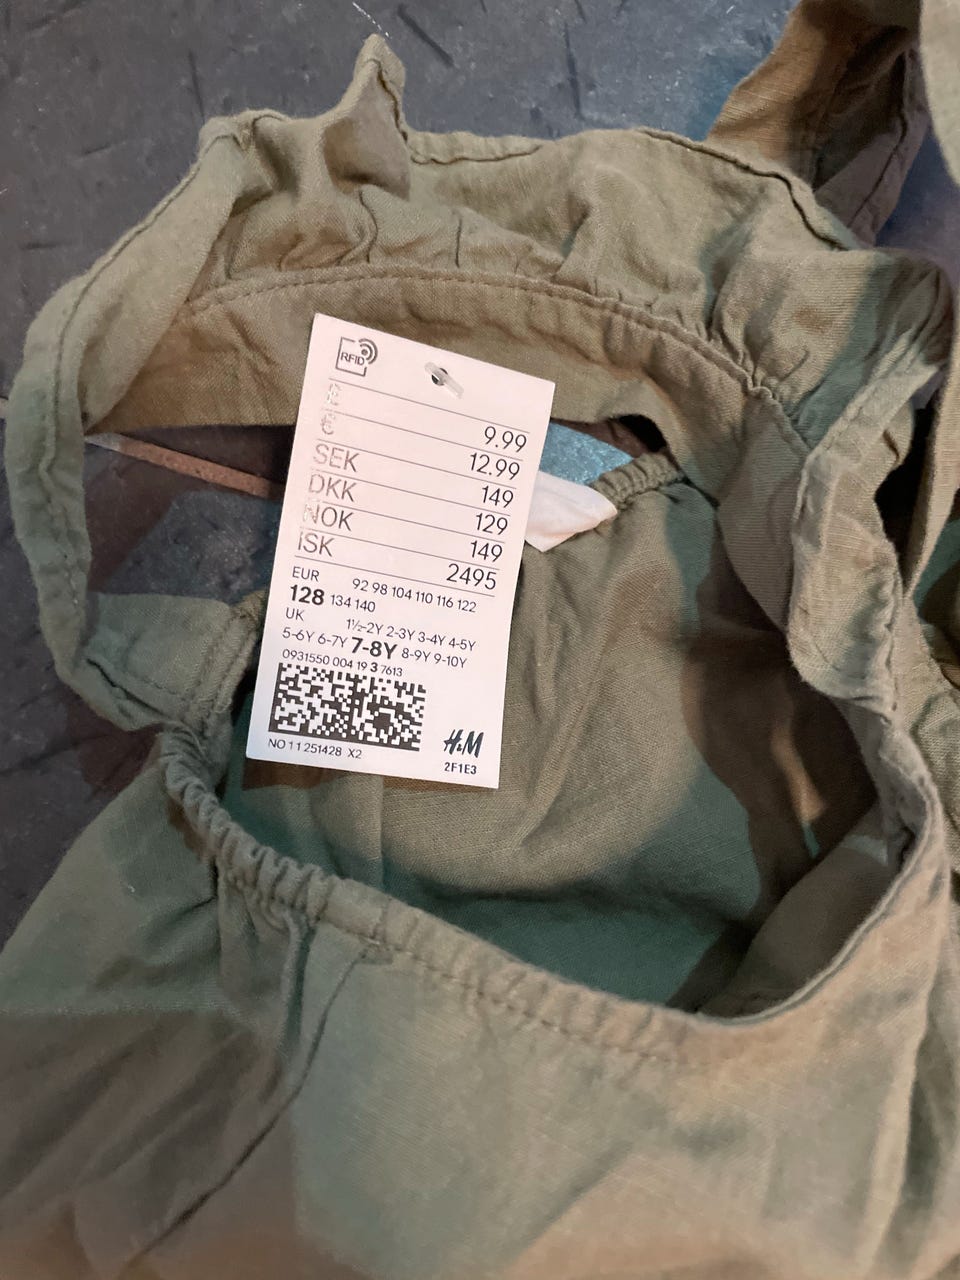 RFID
£ 9.99
€ 12.99
SEK 149
DKK 129
NOK 149
ISK 2495
EUR 92 98 104 110 116 122
128 134 140
UK 1½-2Y 2-3Y 3-4Y 4-5Y
5-6Y 6-7Y 7-8Y 8-9Y 9-10Y
0931550 004 19 3 7613
NO 11 251428 X2
H&M
2F1E3